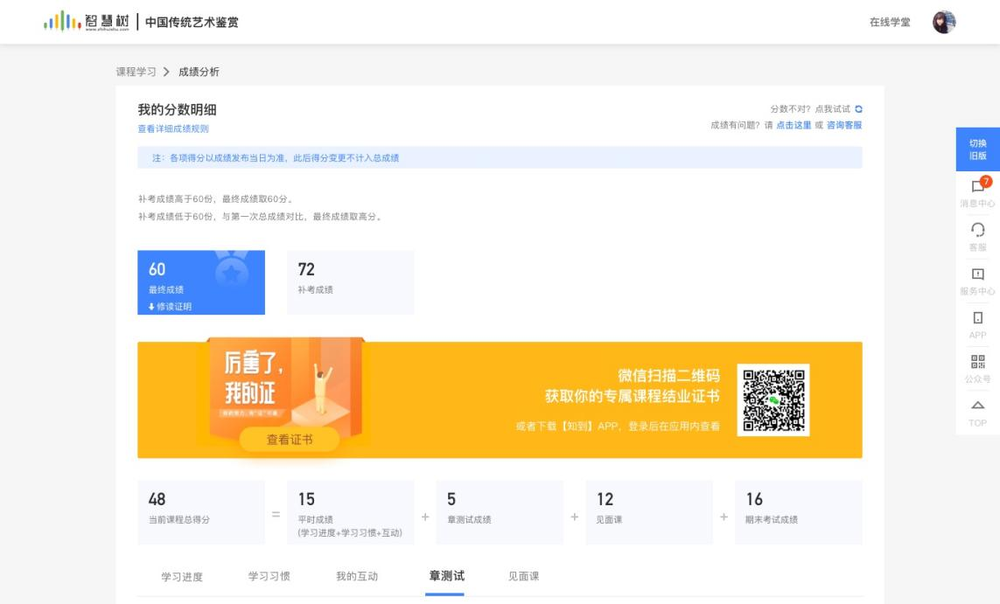 智慧树
www.zhihuishu.com
中国传统艺术鉴赏
在线学堂
课程学习 > 成绩分析
我的分数明细
分数不对？点我试试
查看详细成绩规则
成绩有问题？请 点击这里 或 咨询客服
注：各项得分以成绩发布当日为准，此后得分变更不计入总成绩
补考成绩高于60份，最终成绩取60分。
补考成绩低于60份，与第一次总成绩对比，最终成绩取高分。
60
最终成绩
修读证明
72
补考成绩
厉害了，
我的证
查看证书
微信扫描二维码
获取你的专属课程结业证书
或者下载【知到】APP，登录后在应用内查看
48
当前课程总得分
=
15
平时成绩
(学习进度+学习习惯+互动)
+
5
章测试成绩
+
12
见面课
+
16
期末考试成绩
学习进度
学习习惯
我的互动
章测试
见面课
切换
旧版
7
消息中心
客服
服务中心
APP
公众号
TOP